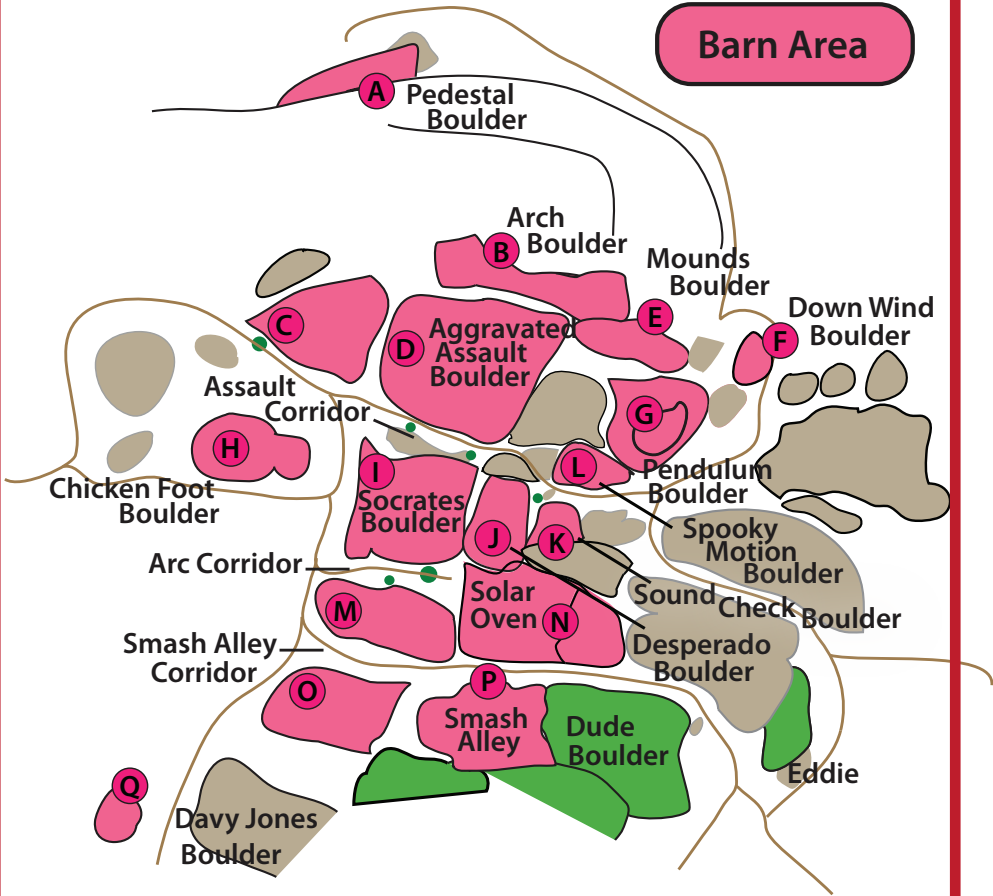 Barn Area
A
Pedestal
Boulder
Arch
B
Boulder
Mounds
Boulder
E
Down Wind
F
Boulder
C
D
Aggravated
Assault
Boulder
Assault
Corridor
G
H
I
L
Pendulum
Boulder
Chicken Foot
Boulder
Socrates
Boulder
J
K
Spooky
Motion
Boulder
Arc Corridor
Solar
Oven
N
Sound Check Boulder
M
Desperado
Boulder
Smash Alley
Corridor
O
P
Smash
Alley
Dude
Boulder
Eddie
Q
Davy Jones
Boulder